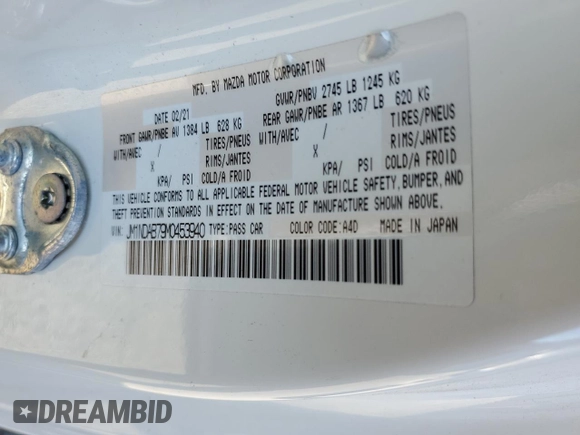 MFD. BY MAZDA MOTOR CORPORATION
DATE 02/21 GVWR/PNBV 2745 LB 1245 KG
FRONT GAWR/PNBE AV 1384 LB 628 KG REAR GAWR/PNBE AR 1367 LB 620 KG
WITH/AVEC / TIRES/PNEUS WITH/AVEC / TIRES/PNEUS
X RIMS/JANTES X RIMS/JANTES
KPA/ PSI COLD/A FROID KPA/ PSI COLD/A FROID
THIS VEHICLE CONFORMS TO ALL APPLICABLE FEDERAL MOTOR VEHICLE SAFETY, BUMPER, AND
THEFT PREVENTION STANDARDS IN EFFECT ON THE DATE OF MANUFACTURE SHOWN ABOVE.
VIN: JM1NDAB79M0453940 TYPE:PASS CAR COLOR CODE:A4D MADE IN JAPAN
DREAMBID